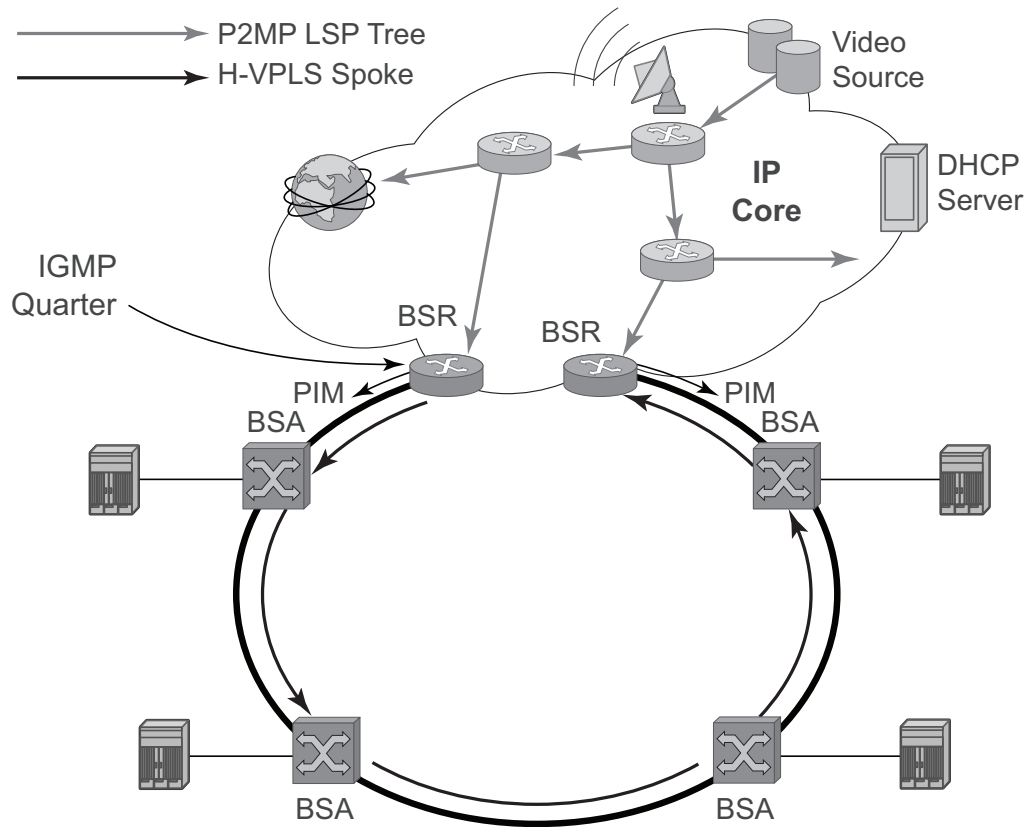 P2MP LSP Tree
H-VPLS Spoke
Video
Source
DHCP
Server
IP
Core
IGMP
Quarter
BSR
BSR
PIM
PIM
BSA
BSA
BSA
BSA